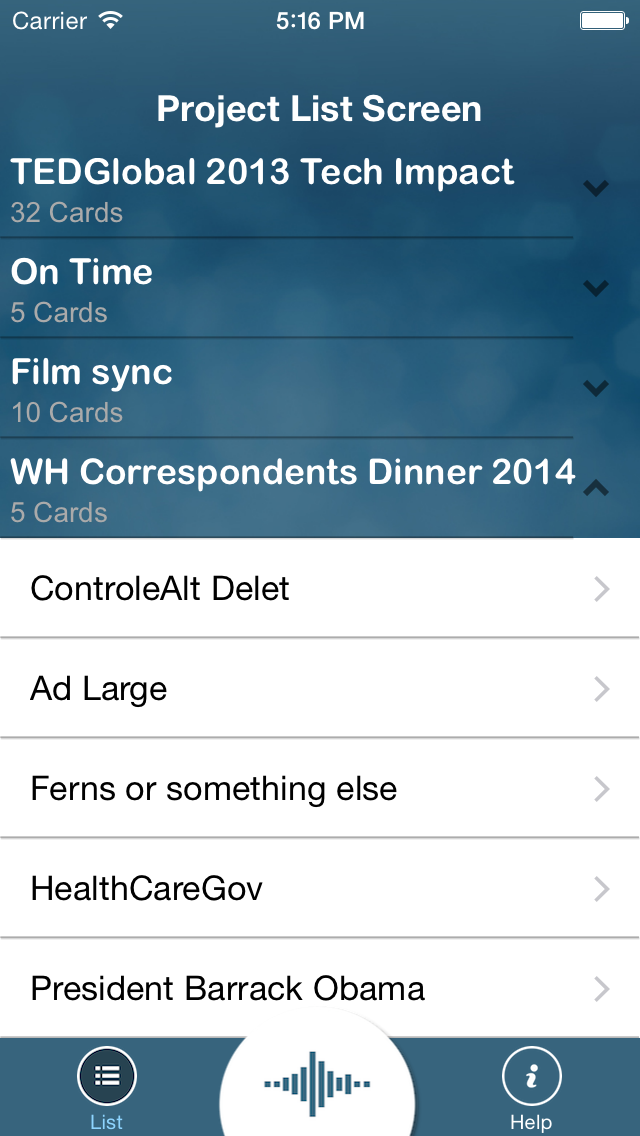 Carrier 5:16 PM
Project List Screen
TEDGlobal 2013 Tech Impact
32 Cards
On Time
5 Cards
Film sync
10 Cards
WH Correspondents Dinner 2014
5 Cards
ControleAlt Delet
Ad Large
Ferns or something else
HealthCareGov
President Barrack Obama
List Help